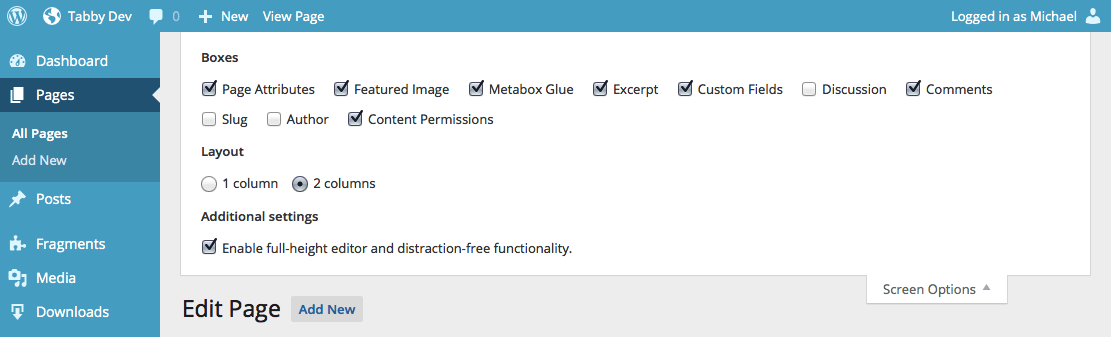 Tabby Dev 0 New View Page Logged in as Michael
Dashboard
Pages
All Pages
Add New
Posts
Fragments
Media
Downloads
Boxes
Page Attributes Featured Image Metabox Glue Excerpt Custom Fields Discussion Comments
Slug Author Content Permissions
Layout
1 column 2 columns
Additional settings
Enable full-height editor and distraction-free functionality.
Screen Options
Edit Page Add New